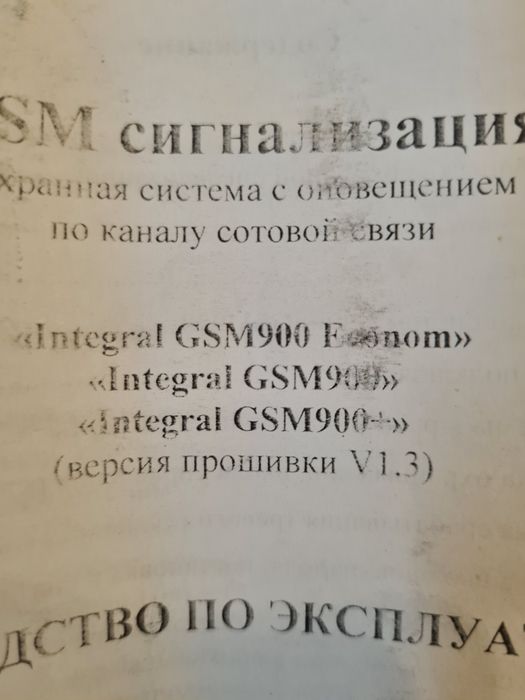 SM сигнализация
хранная система с оповещением
по каналу сотовой связи
«Integral GSM900 Econom»
«Integral GSM900»
«Integral GSM900+»
(версия прошивки V1.3)
ДСТВО ПО ЭКСПЛУАТ